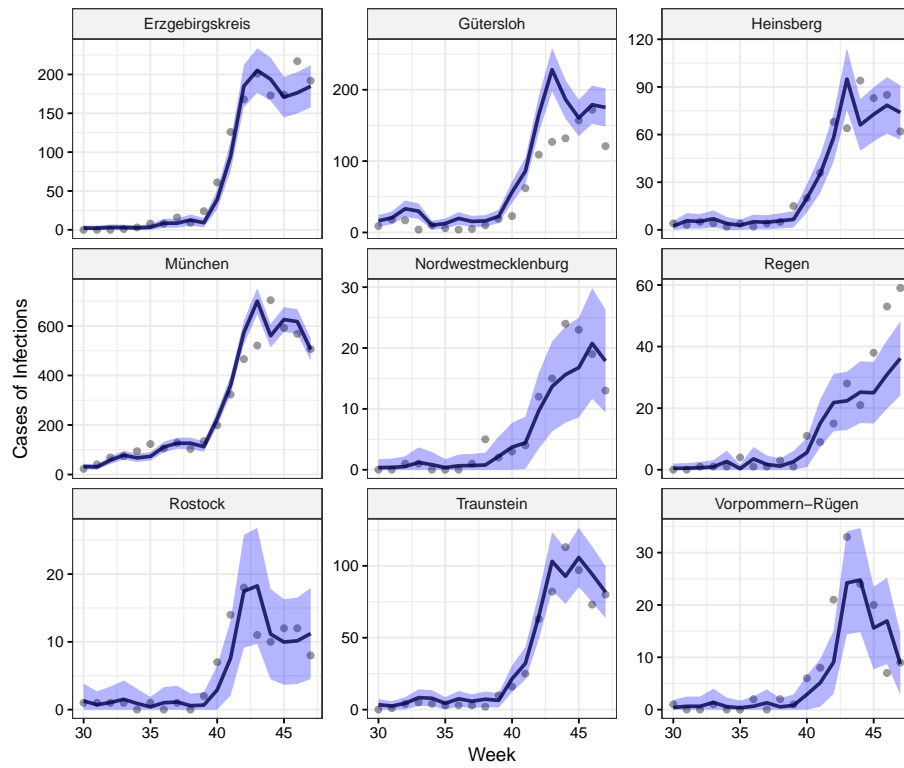 Erzgebirgskreis
Gütersloh
Heinsberg
0
50
100
150
200
0
100
200
0
30
60
90
120
München
Nordwestmecklenburg
Regen
0
200
400
600
0
10
20
30
0
20
40
60
Rostock
Traunstein
Vorpommern−Rügen
0
10
20
0
50
100
0
10
20
30
30 35 40 45
30 35 40 45
30 35 40 45
Week
Cases of Infections